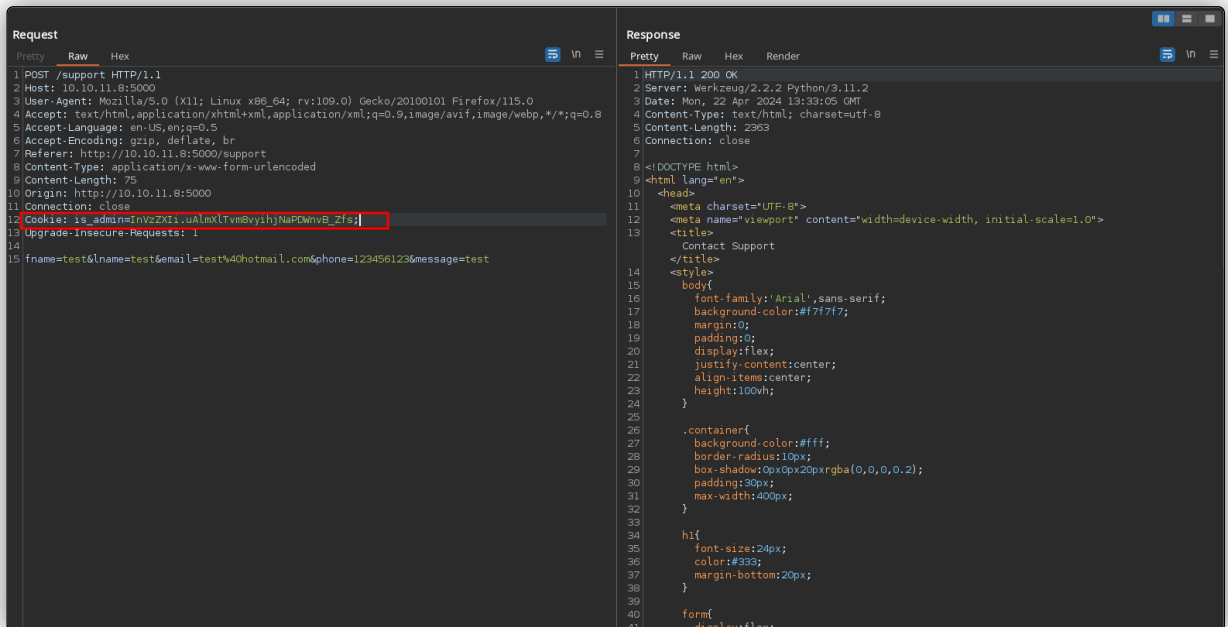 Request
Pretty Raw Hex
\n
1 POST /support HTTP/1.1
2 Host: 10.10.11.8:5000
3 User-Agent: Mozilla/5.0 (X11; Linux x86_64; rv:109.0) Gecko/20100101 Firefox/115.0
4 Accept: text/html,application/xhtml+xml,application/xml;q=0.9,image/avif,image/webp,*/*;q=0.8
5 Accept-Language: en-US,en;q=0.5
6 Accept-Encoding: gzip, deflate, br
7 Referer: http://10.10.11.8:5000/support
8 Content-Type: application/x-www-form-urlencoded
9 Content-Length: 75
10 Origin: http://10.10.11.8:5000
11 Connection: close
12 Cookie: is_admin=InVzZXIi.uAlmXlTvm8vyihjNaPDWnvB_Zfs;
13 Upgrade-Insecure-Requests: 1
14
15 fname=test&lname=test&email=test%40hotmail.com&phone=123456123&message=test
Response
Pretty Raw Hex Render
\n
1 HTTP/1.1 200 OK
2 Server: Werkzeug/2.2.2 Python/3.11.2
3 Date: Mon, 22 Apr 2024 13:33:05 GMT
4 Content-Type: text/html; charset=utf-8
5 Content-Length: 2363
6 Connection: close
7
8 <!DOCTYPE html>
9 <html lang="en">
10 <head>
11 <meta charset="UTF-8">
12 <meta name="viewport" content="width=device-width, initial-scale=1.0">
13 <title>
Contact Support
</title>
14 <style>
15 body{
16 font-family:'Arial',sans-serif;
17 background-color:#f7f7f7;
18 margin:0;
19 padding:0;
20 display:flex;
21 justify-content:center;
22 align-items:center;
23 height:100vh;
24 }
25
26 .container{
27 background-color:#fff;
28 border-radius:10px;
29 box-shadow:0px0px20pxrgba(0,0,0,0.2);
30 padding:30px;
31 max-width:400px;
32 }
33
34 h1{
35 font-size:24px;
36 color:#333;
37 margin-bottom:20px;
38 }
39
40 form{
41 display:flex;